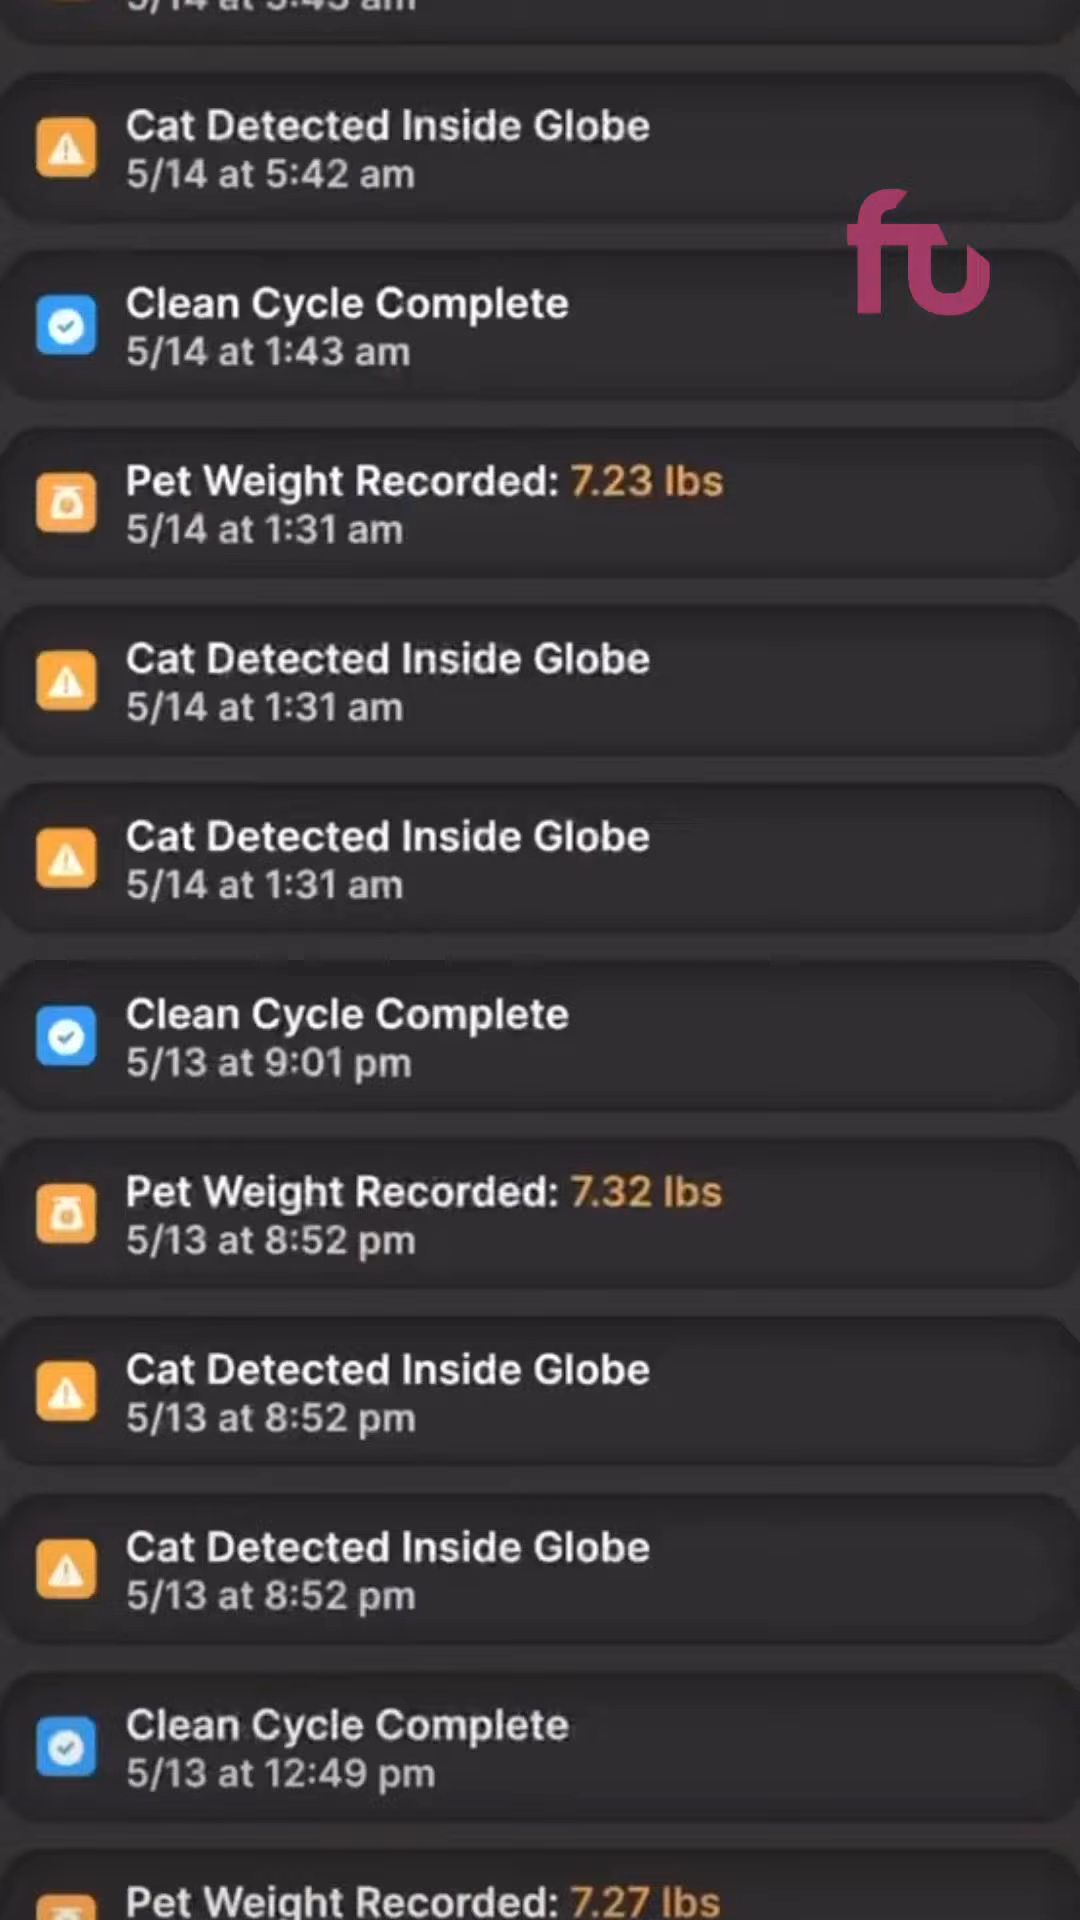 Cat Detected Inside Globe
5/14 at 5:42 am
fu
Clean Cycle Complete
5/14 at 1:43 am
Pet Weight Recorded: 7.23 lbs
5/14 at 1:31 am
Cat Detected Inside Globe
5/14 at 1:31 am
Cat Detected Inside Globe
5/14 at 1:31 am
Clean Cycle Complete
5/13 at 9:01 pm
Pet Weight Recorded: 7.32 lbs
5/13 at 8:52 pm
Cat Detected Inside Globe
5/13 at 8:52 pm
Cat Detected Inside Globe
5/13 at 8:52 pm
Clean Cycle Complete
5/13 at 12:49 pm
Pet Weight Recorded: 7.27 lbs